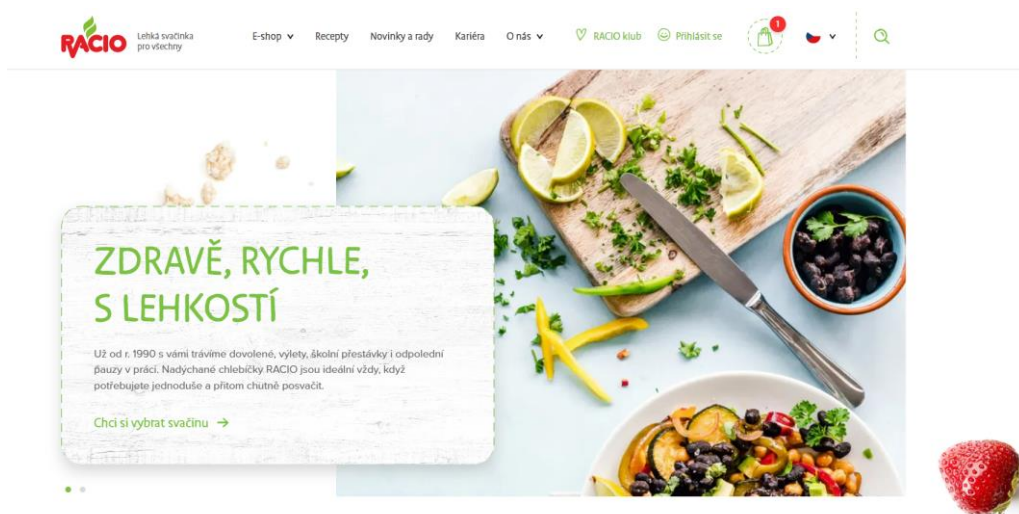 RACIO
Lehká svačinka
pro všechny
E-shop
Recepty
Novinky a rady
Kariéra
O nás
RACIO klub
Přihlásit se
1
ZDRAVĚ, RYCHLE,
S LEHKOSTÍ
Už od r. 1990 s vámi trávíme dovolené, výlety, školní přestávky i odpolední
pauzy v práci. Nadýchané chlebíčky RACIO jsou ideální vždy, když
potřebujete jednoduše a přitom chutně posvačit.
Chci si vybrat svačinu →